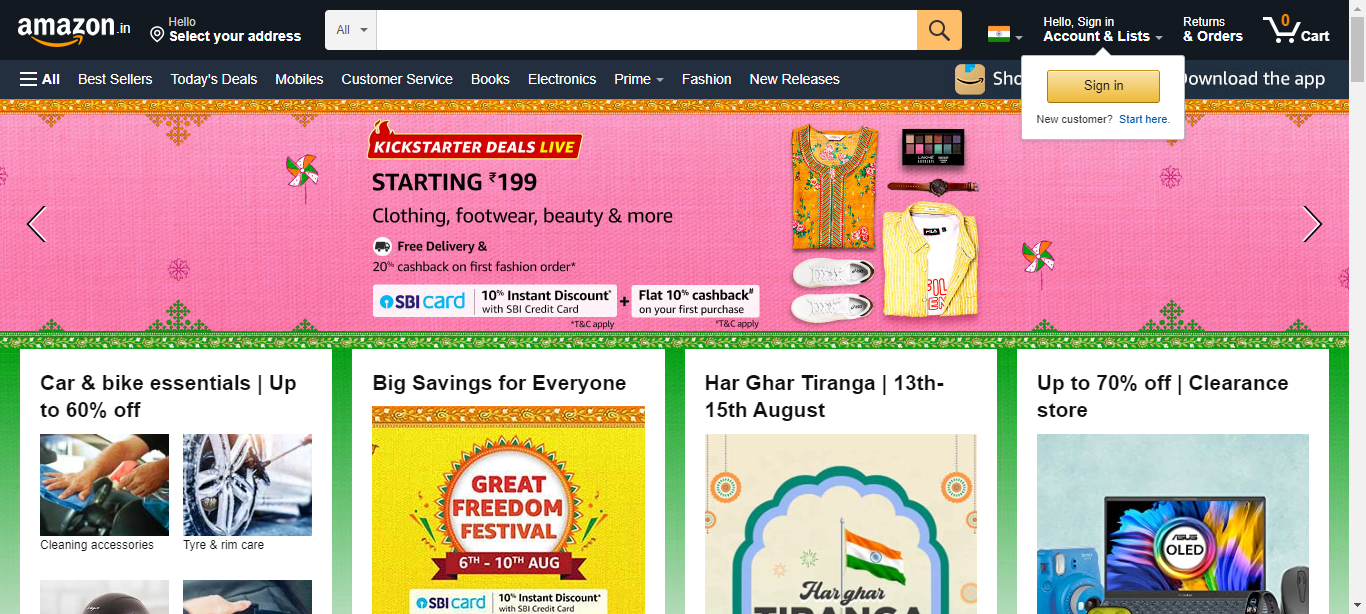 amazon.in
Hello
Select your address
All
Hello, Sign in
Account & Lists
Returns
& Orders
0
Cart
All
Best Sellers
Today's Deals
Mobiles
Customer Service
Books
Electronics
Prime
Fashion
New Releases
Download the app
Sign in
New customer? Start here.
KICKSTARTER DEALS LIVE
STARTING ₹199
Clothing, footwear, beauty & more
Free Delivery &
20% cashback on first fashion order*
SBI card
10% Instant Discount*
with SBI Credit Card
*T&C apply
+
Flat 10% cashback#
on your first purchase
*T&C apply
LAKMÉ
FILA
Car & bike essentials | Up
to 60% off
Cleaning accessories
Tyre & rim care
Big Savings for Everyone
GREAT
FREEDOM
FESTIVAL
6TH - 10TH AUG
SBI card
10% Instant Discount*
with SBI Credit Card
Har Ghar Tiranga | 13th-
15th August
Har ghar
TIRANGA
Up to 70% off | Clearance
store
ASUS
OLED